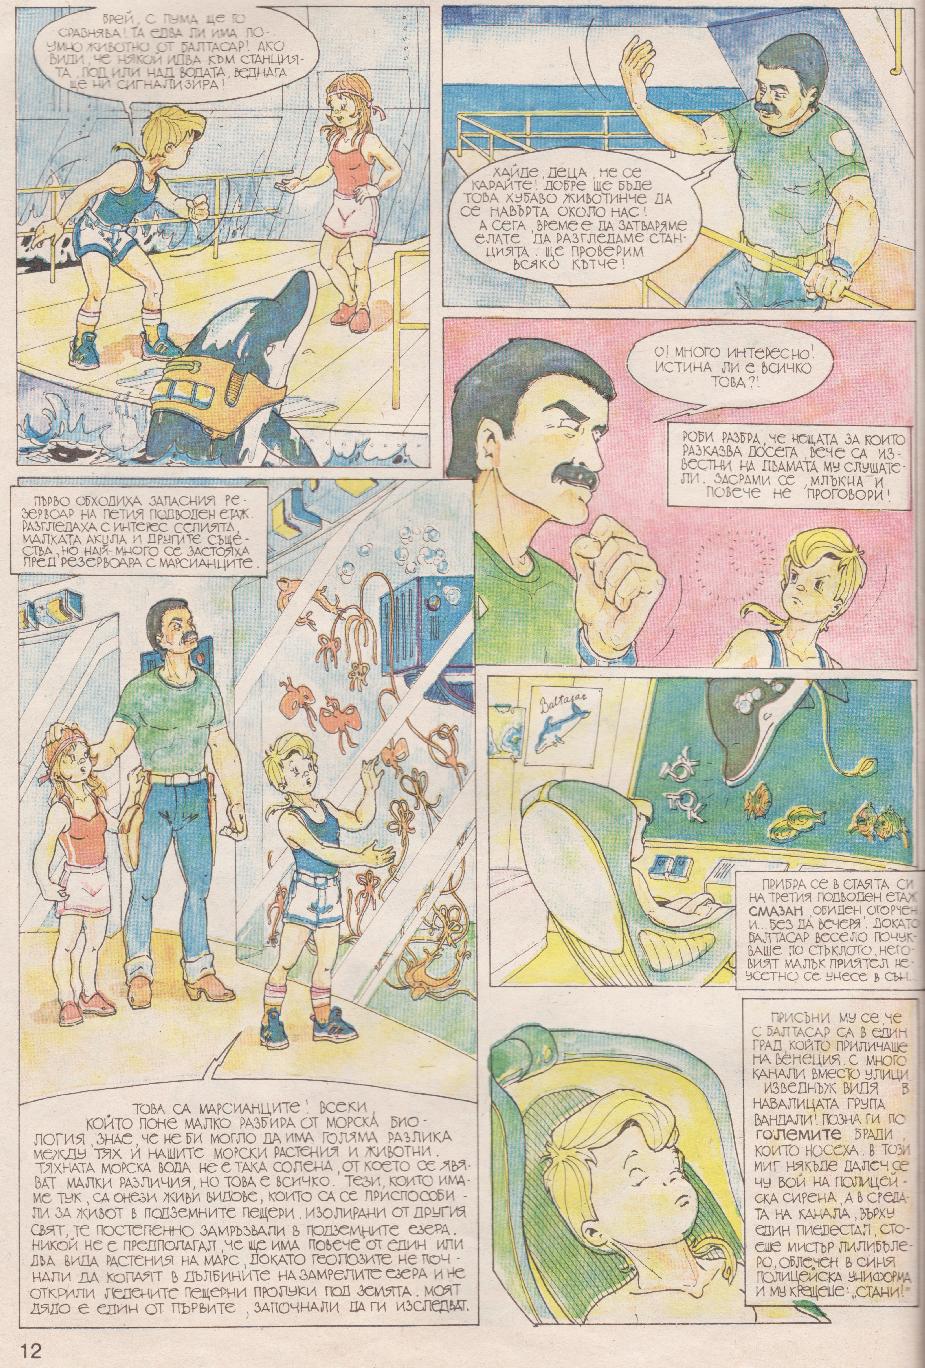 БРЕЙ, С ПУМА ЩЕ ГО
СРАВНЯВА! ТА ЕДВА ЛИ ИМА ПО-
УМНО ЖИВОТНО ОТ БАЛТАСАР! АКО
ВИДИ, ЧЕ НЯКОЙ ИДВА КЪМ СТАНЦИЯ-
ТА, ПОД ИЛИ НАД ВОДАТА, ВЕДНАГА
ЩЕ НИ СИГНАЛИЗИРА!
ХАЙДЕ, ДЕЦА, НЕ СЕ
КАРАЙТЕ! ДОБРЕ ЩЕ БЪДЕ
ТОВА ХУБАВО ЖИВОТИНЧЕ ДА
СЕ НАВЪРТА ОКОЛО НАС!
А СЕГА, ВРЕМЕ Е ДА ЗАТВАРЯМЕ
ЕЛАТЕ ДА РАЗГЛЕДАМЕ СТАН-
ЦИЯТА. ЩЕ ПРОВЕРИМ
ВСЯКО КЪТЧЕ!
О! МНОГО ИНТЕРЕСНО!
ИСТИНА ЛИ Е ВСИЧКО
ТОВА?!
РОБИ РАЗБРА, ЧЕ НЕЩАТА ЗА КОИТО
РАЗКАЗВА ДОСЕГА, ВЕЧЕ СА ИЗ-
ВЕСТНИ НА ДВАМАТА МУ СЛУШАТЕ-
ЛИ. ЗАСРАМИ СЕ, МЛЪКНА И
ПОВЕЧЕ НЕ ПРОГОВОРИ!
ПЪРВО ОБХОДИХА ЗАПАСНИЯ РЕ-
ЗЕРВОАР НА ПЕТИЯ ПОДВОДЕН ЕТАЖ.
РАЗГЛЕДАХА С ИНТЕРЕС СЕПИЯТА,
МАЛКАТА АКУЛА И ДРУГИТЕ СЪЩЕ-
СТВА, НО НАЙ-МНОГО СЕ ЗАСТОЯХА
ПРЕД РЕЗЕРВОАРА С МАРСИАНЦИТЕ.
Baltasar
ПРИБРА СЕ В СТАЯТА СИ
НА ТРЕТИЯ ПОДВОДЕН ЕТАЖ
СМАЗАН, ОБИДЕН ОГОРЧЕН
И... БЕЗ ДА ВЕЧЕРЯ! ДОКАТО
БАЛТАСАР ВЕСЕЛО ПОЧУК-
ВАШЕ ПО СТЪКЛОТО, НЕГО-
ВИЯТ МАЛЪК ПРИЯТЕЛ НЕ-
УСЕТНО СЕ УНЕСЕ В СЪН...
ПРИСЪНИ МУ СЕ, ЧЕ
С БАЛТАСАР СА В ЕДИН
ГРАД, КОЙТО ПРИЛИЧАШЕ
НА ВЕНЕЦИЯ, С МНОГО
КАНАЛИ ВМЕСТО УЛИЦИ.
ИЗВЕДНЪЖ ВИДЯ В
НАВАЛИЦАТА ГРУПА
ВАНДАЛИ! ПОЗНА ГИ ПО
ГОЛЕМИТЕ БРАДИ,
КОИТО НОСЕХА. В ТОЗИ
МИГ НЯКЪДЕ ДАЛЕЧ, СЕ
ЧУ ВОЙ НА ПОЛИЦЕЙ-
СКА СИРЕНА, А В СРЕДА-
ТА НА КАНАЛА, ВЪРХУ
ЕДИН ПИЕДЕСТАЛ, СТО-
ЕШЕ МИСТЪР ЛИЛИБЪЛЕ-
РО, ОБЛЕЧЕН В СИНЯ
ПОЛИЦЕЙСКА УНИФОРМА
И МУ КРЕЩЕШЕ: „СТАНИ!“
ТОВА СА МАРСИАНЦИТЕ! ВСЕКИ,
КОЙТО ПОНЕ МАЛКО РАЗБИРА ОТ МОРСКА БИО-
ЛОГИЯ, ЗНАЕ, ЧЕ НЕ БИ МОГЛО ДА ИМА ГОЛЯМА РАЗЛИКА
МЕЖДУ ТЯХ И НАШИТЕ МОРСКИ РАСТЕНИЯ И ЖИВОТНИ.
ТЯХНАТА МОРСКА ВОДА НЕ Е ТАКА СОЛЕНА, ОТ КОЕТО СЕ ЯВЯ-
ВАТ МАЛКИ РАЗЛИЧИЯ, НО ТОВА Е ВСИЧКО. ТЕЗИ, КОИТО ИМА-
МЕ ТУК, СА ОНЕЗИ ЖИВИ ВИДОВЕ, КОИТО СА СЕ ПРИСПОСОБИ-
ЛИ ЗА ЖИВОТ В ПОДЗЕМНИТЕ ПЕЩЕРИ. ИЗОЛИРАНИ ОТ ДРУГИЯ
СВЯТ, ТЕ ПОСТЕПЕННО ЗАМРЪЗВАЛИ В ПОДЗЕМНИТЕ ЕЗЕРА.
НИКОЙ НЕ Е ПРЕДПОЛАГАЛ, ЧЕ ЩЕ ИМА ПОВЕЧЕ ОТ ЕДИН ИЛИ
ДВА ВИДА РАСТЕНИЯ НА МАРС, ДОКАТО ГЕОЛОЗИТЕ НЕ ПОЧ-
НАЛИ ДА КОПАЯТ В ДЪЛБИНИТЕ НА ЗАМРЕЛИТЕ ЕЗЕРА И НЕ
ОТКРИЛИ ЛЕДЕНИТЕ ПЕЩЕРНИ ПРОЛУКИ ПОД ЗЕМЯТА. МОЯТ
ДЯДО Е ЕДИН ОТ ПЪРВИТЕ, ЗАПОЧНАЛИ ДА ГИ ИЗСЛЕДВАТ.
12